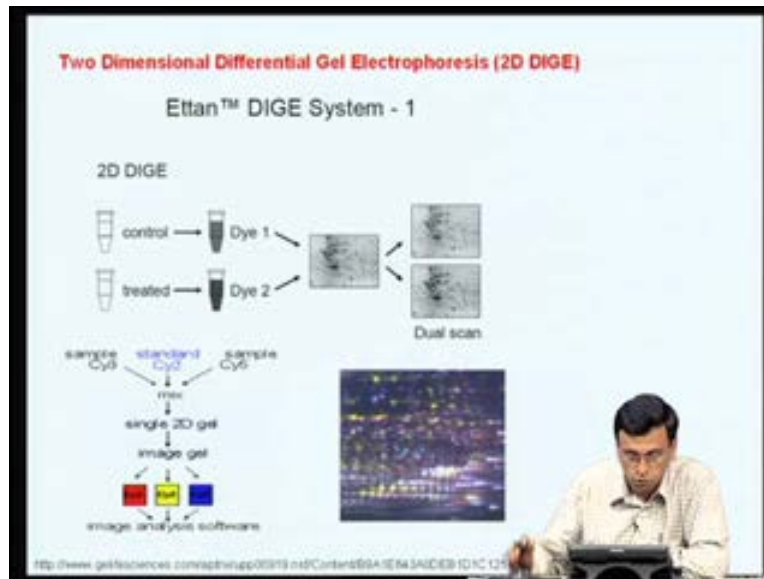 Two Dimensional Differential Gel Electrophoresis (2D DIGE)
Ettan™ DIGE System - 1
2D DIGE
control
Dye 1
treated
Dye 2
Dual scan
sample standard sample
Cy3 Cy2 Cy5
mix
single 2D gel
image gel
image analysis software